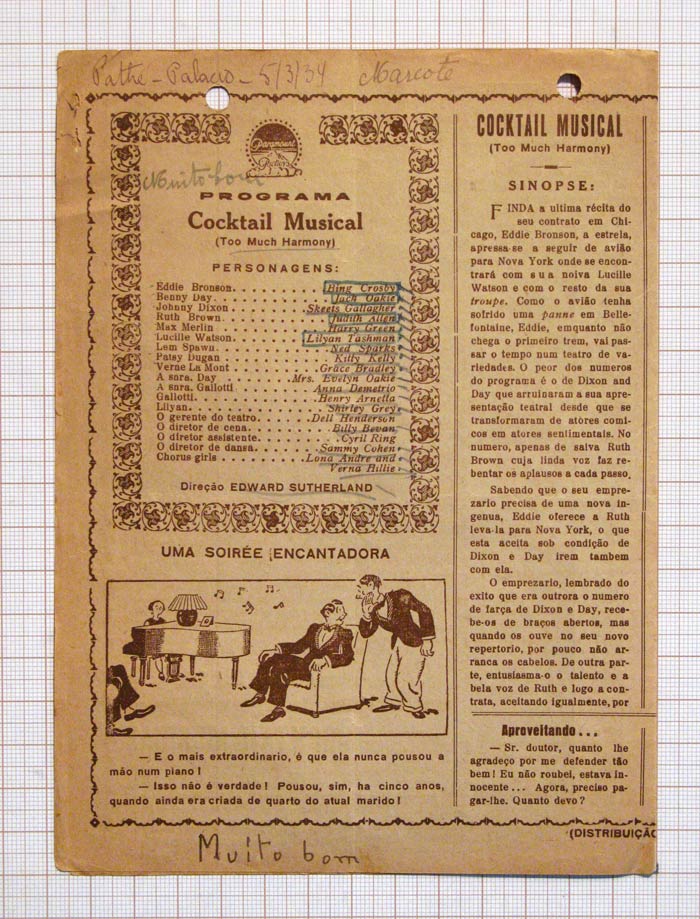 Pathé - Palacio - 5/3/34 Marcote
Paramount
Pictures
Muito bom
PROGRAMA
Cocktail Musical
(Too Much Harmony)
PERSONAGENS:
Eddie Bronson. . . . . . . . . . . Bing Crosby
Benny Day. . . . . . . . . . . . . Jach Oakie
Johnny Dixon . . . . . . . . Skeets Gallagher
Ruth Brown. . . . . . . . . . . Judith Allen
Max Merlin . . . . . . . . . . . Harry Green
Lucille Watson. . . . . . . . Lilyan Tashman
Lem Spawn. . . . . . . . . . . . Ned Sparks
Patsy Dugan . . . . . . . . . . . Kitty Kelly
Verne La Mont . . . . . . . . . Grace Bradley
A snra. Day . . . . . . . Mrs. Evelyn Oakie
A snra. Gallotti. . . . . . . . Anna Demetrio
Gallotti. . . . . . . . . . . . Henry Arnetta
Lilyan. . . . . . . . . . . . . . Shirley Grey
O gerente do teatro. . . . . . Dell Henderson
O diretor de cena. . . . . . . . Billy Bevan
O diretor assistente. . . . . . . Cyril Ring
O diretor de dansa. . . . . . . Sammy Cohen
Chorus girls . . . . . . . Lona Andre and
Verna Hillie
Direção EDWARD SUTHERLAND
UMA SOIRÉE ENCANTADORA
— E o mais extraordinario, é que ela nunca pousou a
mão num piano!
— Isso não é verdade! Pousou, sim, ha cinco anos,
quando ainda era criada de quarto do atual marido!
COCKTAIL MUSICAL
(Too Much Harmony)
SINOPSE:
FINDA a ultima récita do
seu contrato em Chi-
cago, Eddie Bronson, a estrela,
apressa-se a seguir de avião
para Nova York onde se encon-
trará com sua noiva Lucille
Watson e com o resto da sua
troupe. Como o avião tenha
sofrido uma panne em Belle-
fontaine, Eddie, emquanto não
chega o primeiro trem, vai pas-
sar o tempo num teatro de va-
riedades. O peor dos numeros
do programa é o de Dixon and
Day que arruinaram a sua apre-
sentação teatral desde que se
transformaram de atores comi-
cos em atores sentimentais. No
numero, apenas de salva Ruth
Brown cuja linda voz faz re-
bentar os aplausos a cada passo,
Sabendo que o seu empre-
zario precisa de uma nova in-
genus, Eddie oferece a Ruth
leva-la para Nova York, o que
esta aceita sob condição de
Dixon e Day irem tambem
com ela.
O emprezario, lembrado do
exito que era outrora o numero
de farça de Dixon e Day, rece-
be-os de braços abertos, mas
quando os ouve no seu novo
repertorio, por pouco não ar-
ranca os cabelos. De outra par-
te, entusiasma-o o talento e a
bela voz de Ruth e logo a con-
trata, aceitando igualmente, por
Aproveitando...
— Sr. doutor, quanto lhe
agradeço por me defender tão
bem! Eu não roubei, estava in-
nocente... Agora, preciso pa-
gar-lhe. Quanto devo?
(DISTRIBUIÇÃO
Muito bom